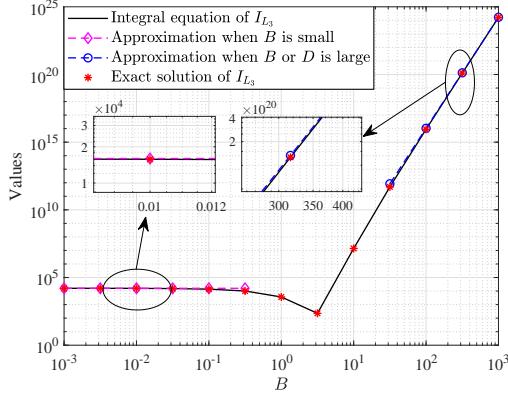 10^25
10^20
10^15
10^10
10^5
10^0
Values
Integral equation of I_{L_3}
Approximation when B is small
Approximation when B or D is large
Exact solution of I_{L_3}
×10^4
3
2
1
0.01 0.012
×10^20
4
2
300 350 400
10^-3 10^-2 10^-1 10^0 10^1 10^2 10^3
B